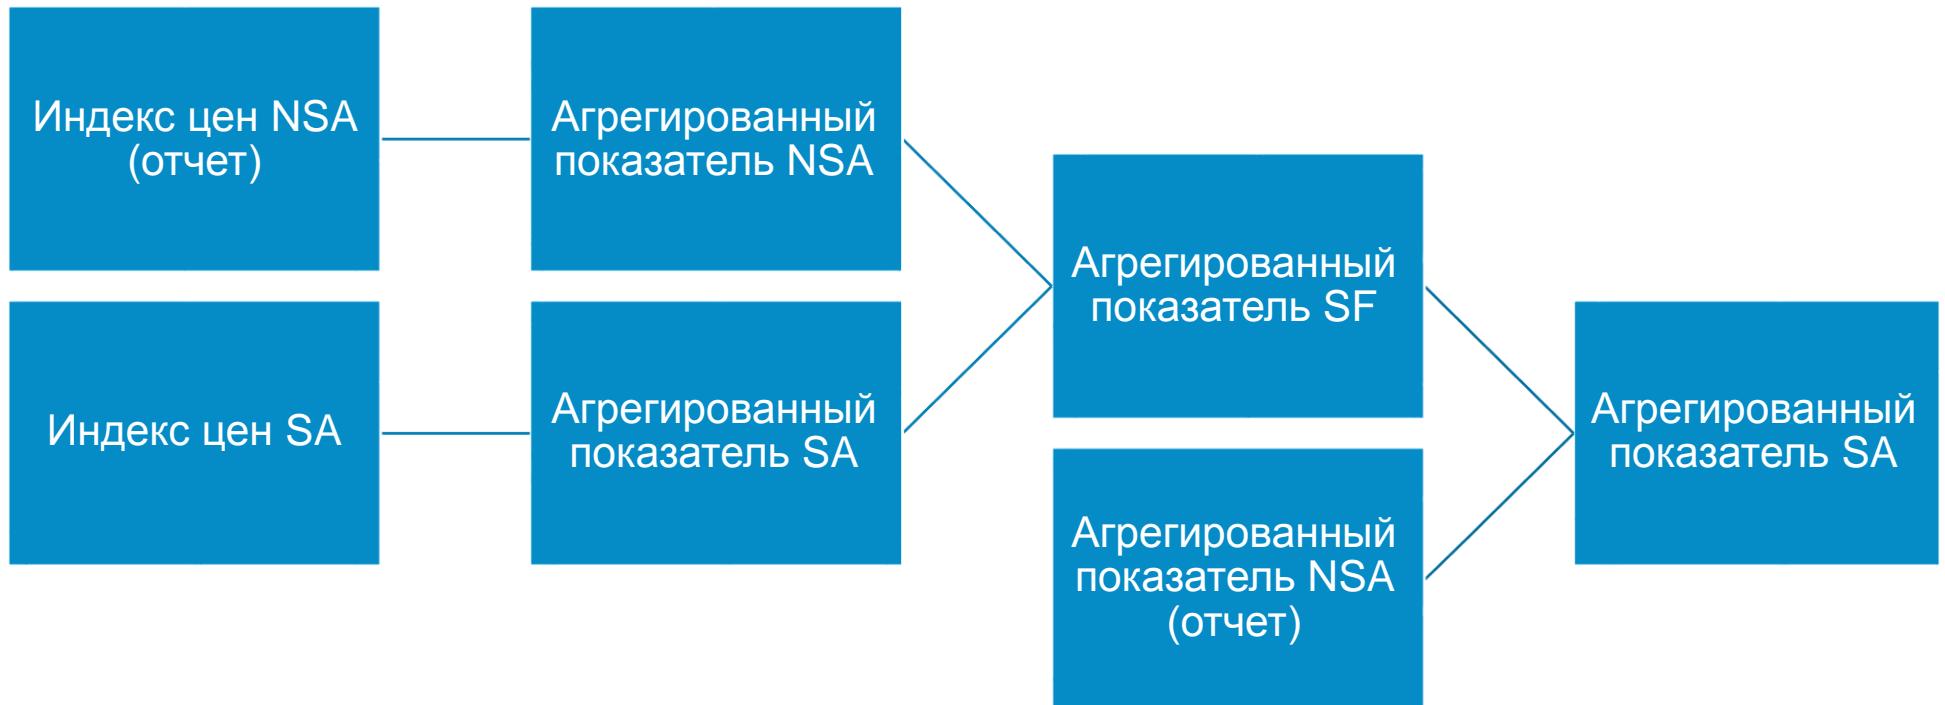 Индекс цен NSA
(отчет)
Агрегированный
показатель NSA
Индекс цен SA
Агрегированный
показатель SA
Агрегированный
показатель SF
Агрегированный
показатель NSA
(отчет)
Агрегированный
показатель SA